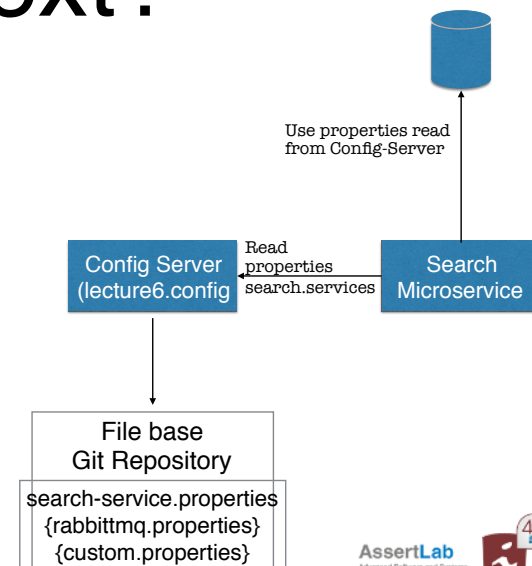 ext?
Use properties read
from Config-Server
Config Server
(lecture6.config
Read
properties
search.services
Search
Microservice
File base
Git Repository
search-service.properties
{rabbittmq.properties}
{custom.properties}
AssertLab
4